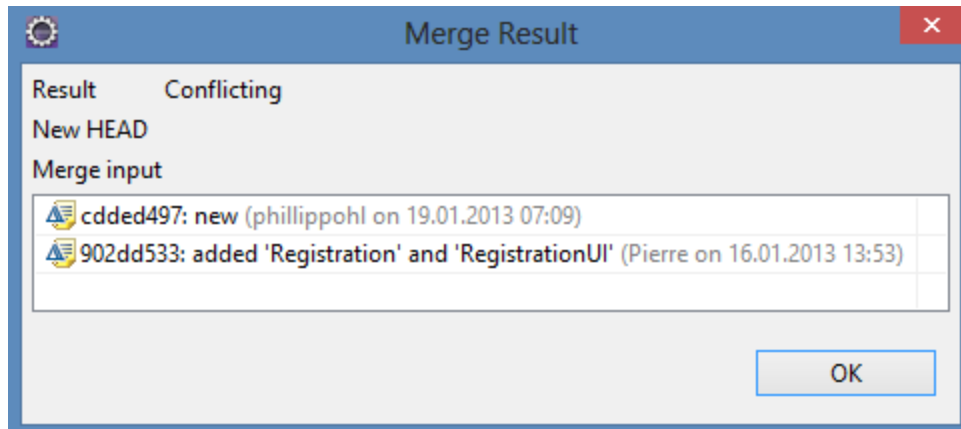 Merge Result
Result Conflicting
New HEAD
Merge input
cdded497: new (phillippohl on 19.01.2013 07:09)
902dd533: added 'Registration' and 'RegistrationUI' (Pierre on 16.01.2013 13:53)
OK